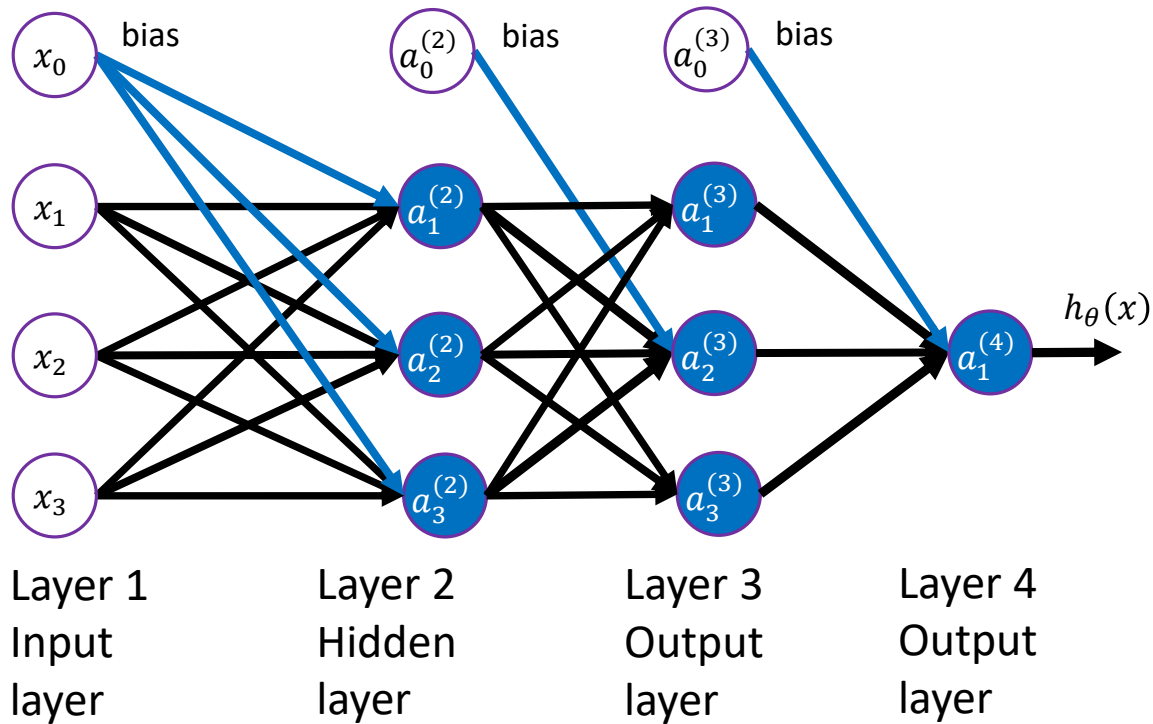 x₀ bias a₀⁽²⁾ bias a₀⁽³⁾ bias
x₁ a₁⁽²⁾ a₁⁽³⁾
h_θ(x)
x₂ a₂⁽²⁾ a₂⁽³⁾ a₁⁽⁴⁾
x₃ a₃⁽²⁾ a₃⁽³⁾
Layer 1
Input
layer
Layer 2
Hidden
layer
Layer 3
Output
layer
Layer 4
Output
layer